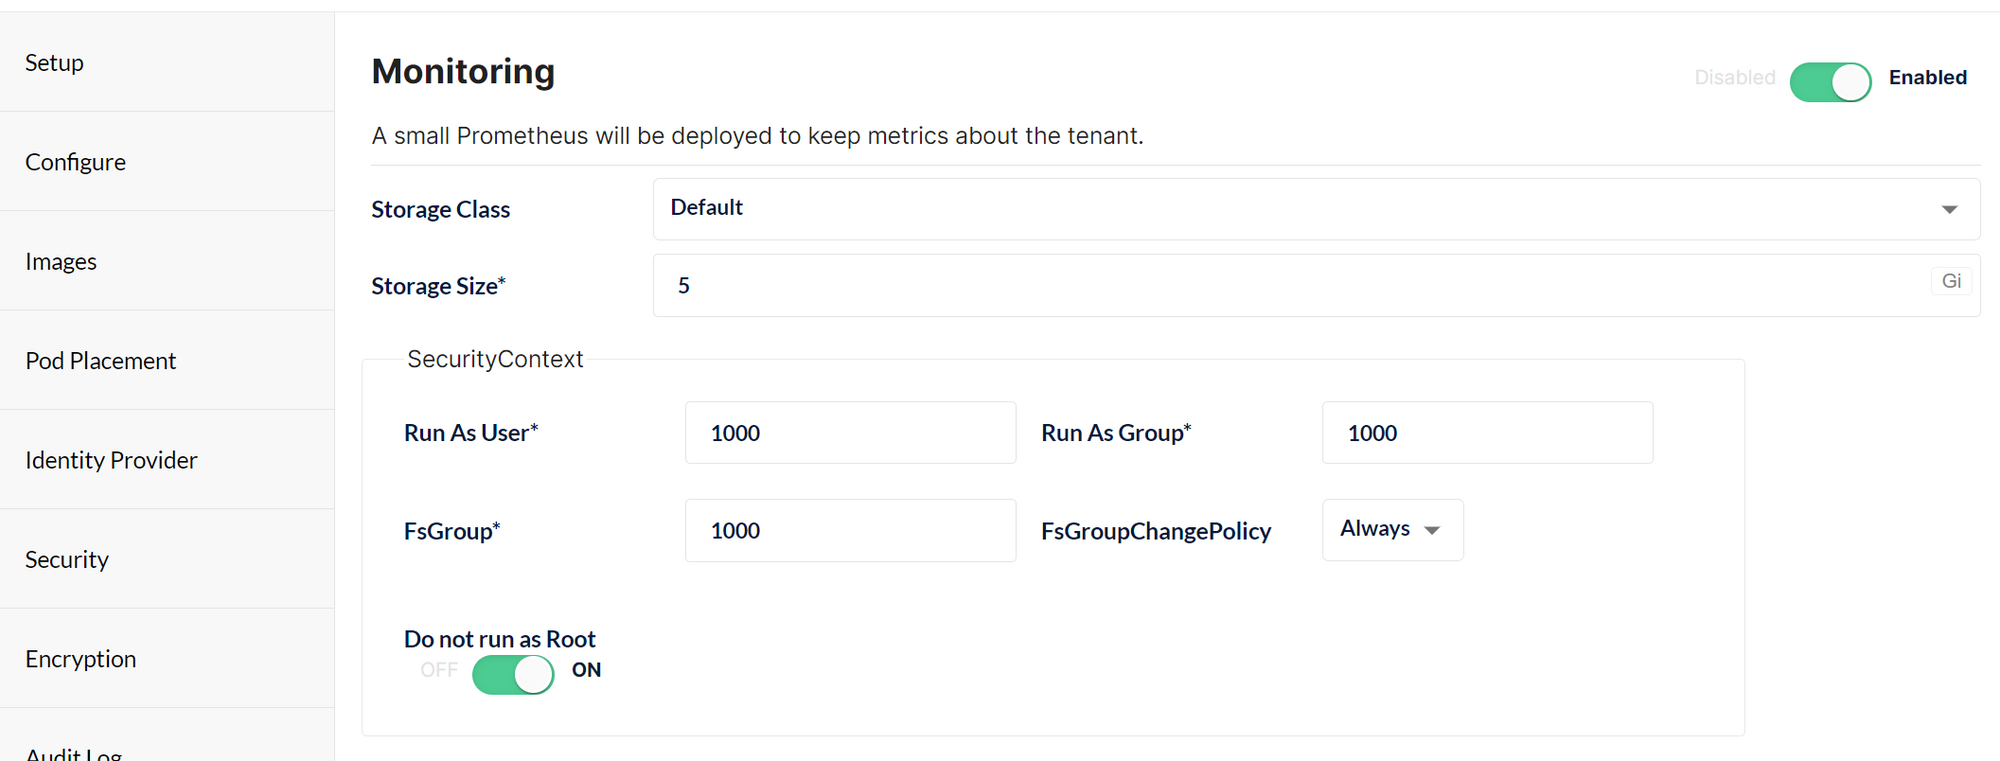 Setup
Configure
Images
Pod Placement
Identity Provider
Security
Encryption
Audit Log
Monitoring
Disabled Enabled
A small Prometheus will be deployed to keep metrics about the tenant.
Storage Class Default
Storage Size* 5 Gi
SecurityContext
Run As User* 1000 Run As Group* 1000
FsGroup* 1000 FsGroupChangePolicy Always
Do not run as Root
OFF ON